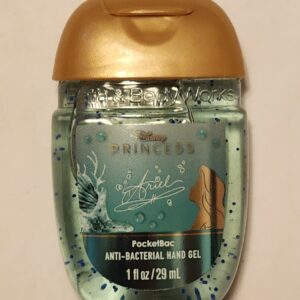 Bath & Body Works
Disney
PRINCESS
Ariel
PocketBac
ANTI-BACTERIAL HAND GEL
1 fl oz / 29 mL